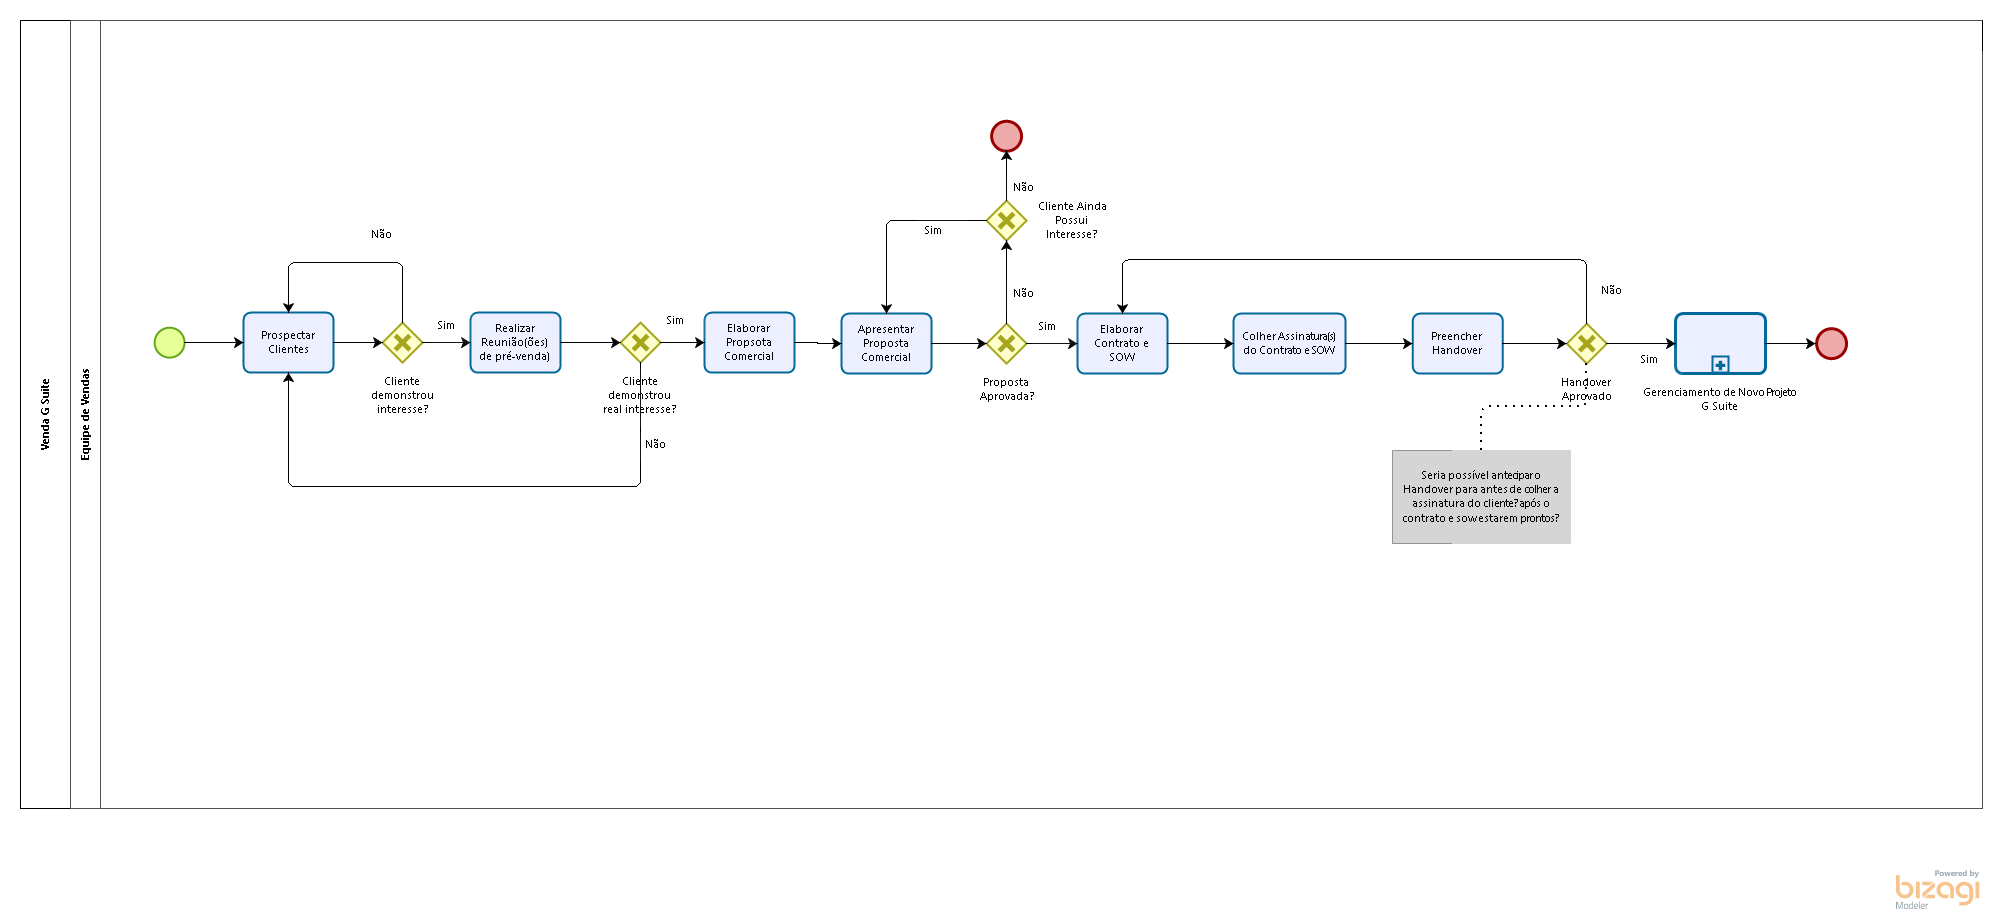 Venda G Suite
Equipe de Vendas
Prospectar
Clientes
Não
Cliente
demonstrou
interesse?
Sim
Realizar
Reunião(ões)
de pré-venda)
Cliente
demonstrou
real interesse?
Não
Sim
Elaborar
Propsota
Comercial
Apresentar
Proposta
Comercial
Sim
Não
Cliente Ainda
Possui
Interesse?
Não
Proposta
Aprovada?
Sim
Elaborar
Contrato e
SOW
Colher Assinatura(s)
do Contrato e SOW
Preencher
Handover
Não
Handover
Aprovado
Sim
Gerenciamento de Novo Projeto
G Suite
Seria possível antecipar o
Handover para antes de colher a
assinatura do cliente? após o
contrato e sow estarem prontos?
Powered by
bizagi
Modeler